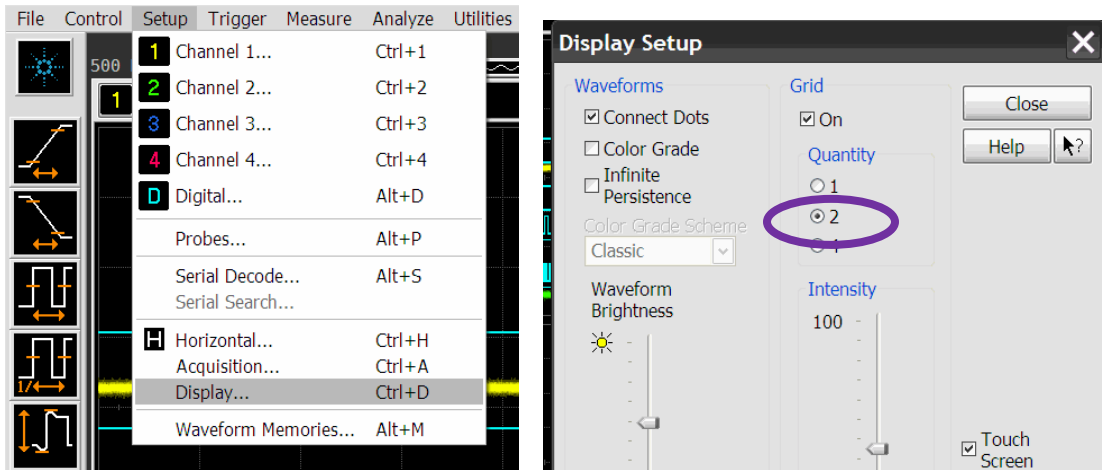 File Control Setup Trigger Measure Analyze Utilities
500
1
1 Channel 1... Ctrl+1
2 Channel 2... Ctrl+2
3 Channel 3... Ctrl+3
4 Channel 4... Ctrl+4
D Digital... Alt+D
Probes... Alt+P
Serial Decode... Alt+S
Serial Search...
H Horizontal... Ctrl+H
Acquisition... Ctrl+A
Display... Ctrl+D
Waveform Memories... Alt+M
1/
Display Setup
Waveforms
Connect Dots
Color Grade
Infinite
Persistence
Color Grade Scheme
Classic
Waveform
Brightness
Grid
On
Quantity
1
2
4
Intensity
100
Close
Help ?
Touch
Screen